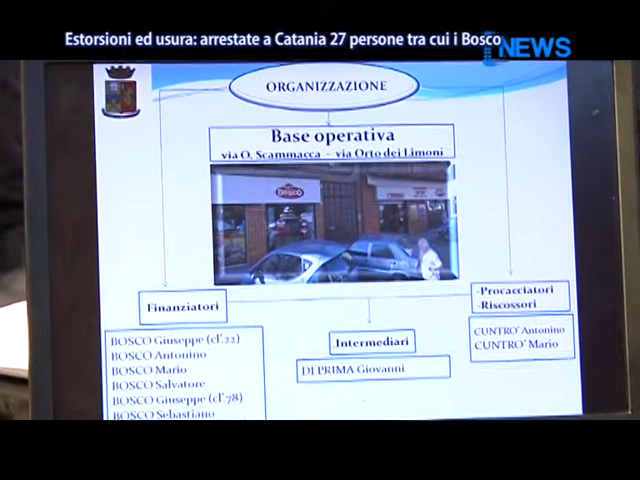 Estorsioni ed usura: arrestate a Catania 27 persone tra cui i Bosco
NEWS
ORGANIZZAZIONE
Base operativa
via O. Scammacca - via Orto dei Limoni
BOSCO
Finanziatori
BOSCO Giuseppe (cl'.22)
BOSCO Antonino
BOSCO Mario
BOSCO Salvatore
BOSCO Giuseppe (cl'.78)
BOSCO Sebastiano
Intermediari
DI PRIMA Giovanni
-Procacciatori
-Riscossori
CUNTRO' Antonino
CUNTRO' Mario